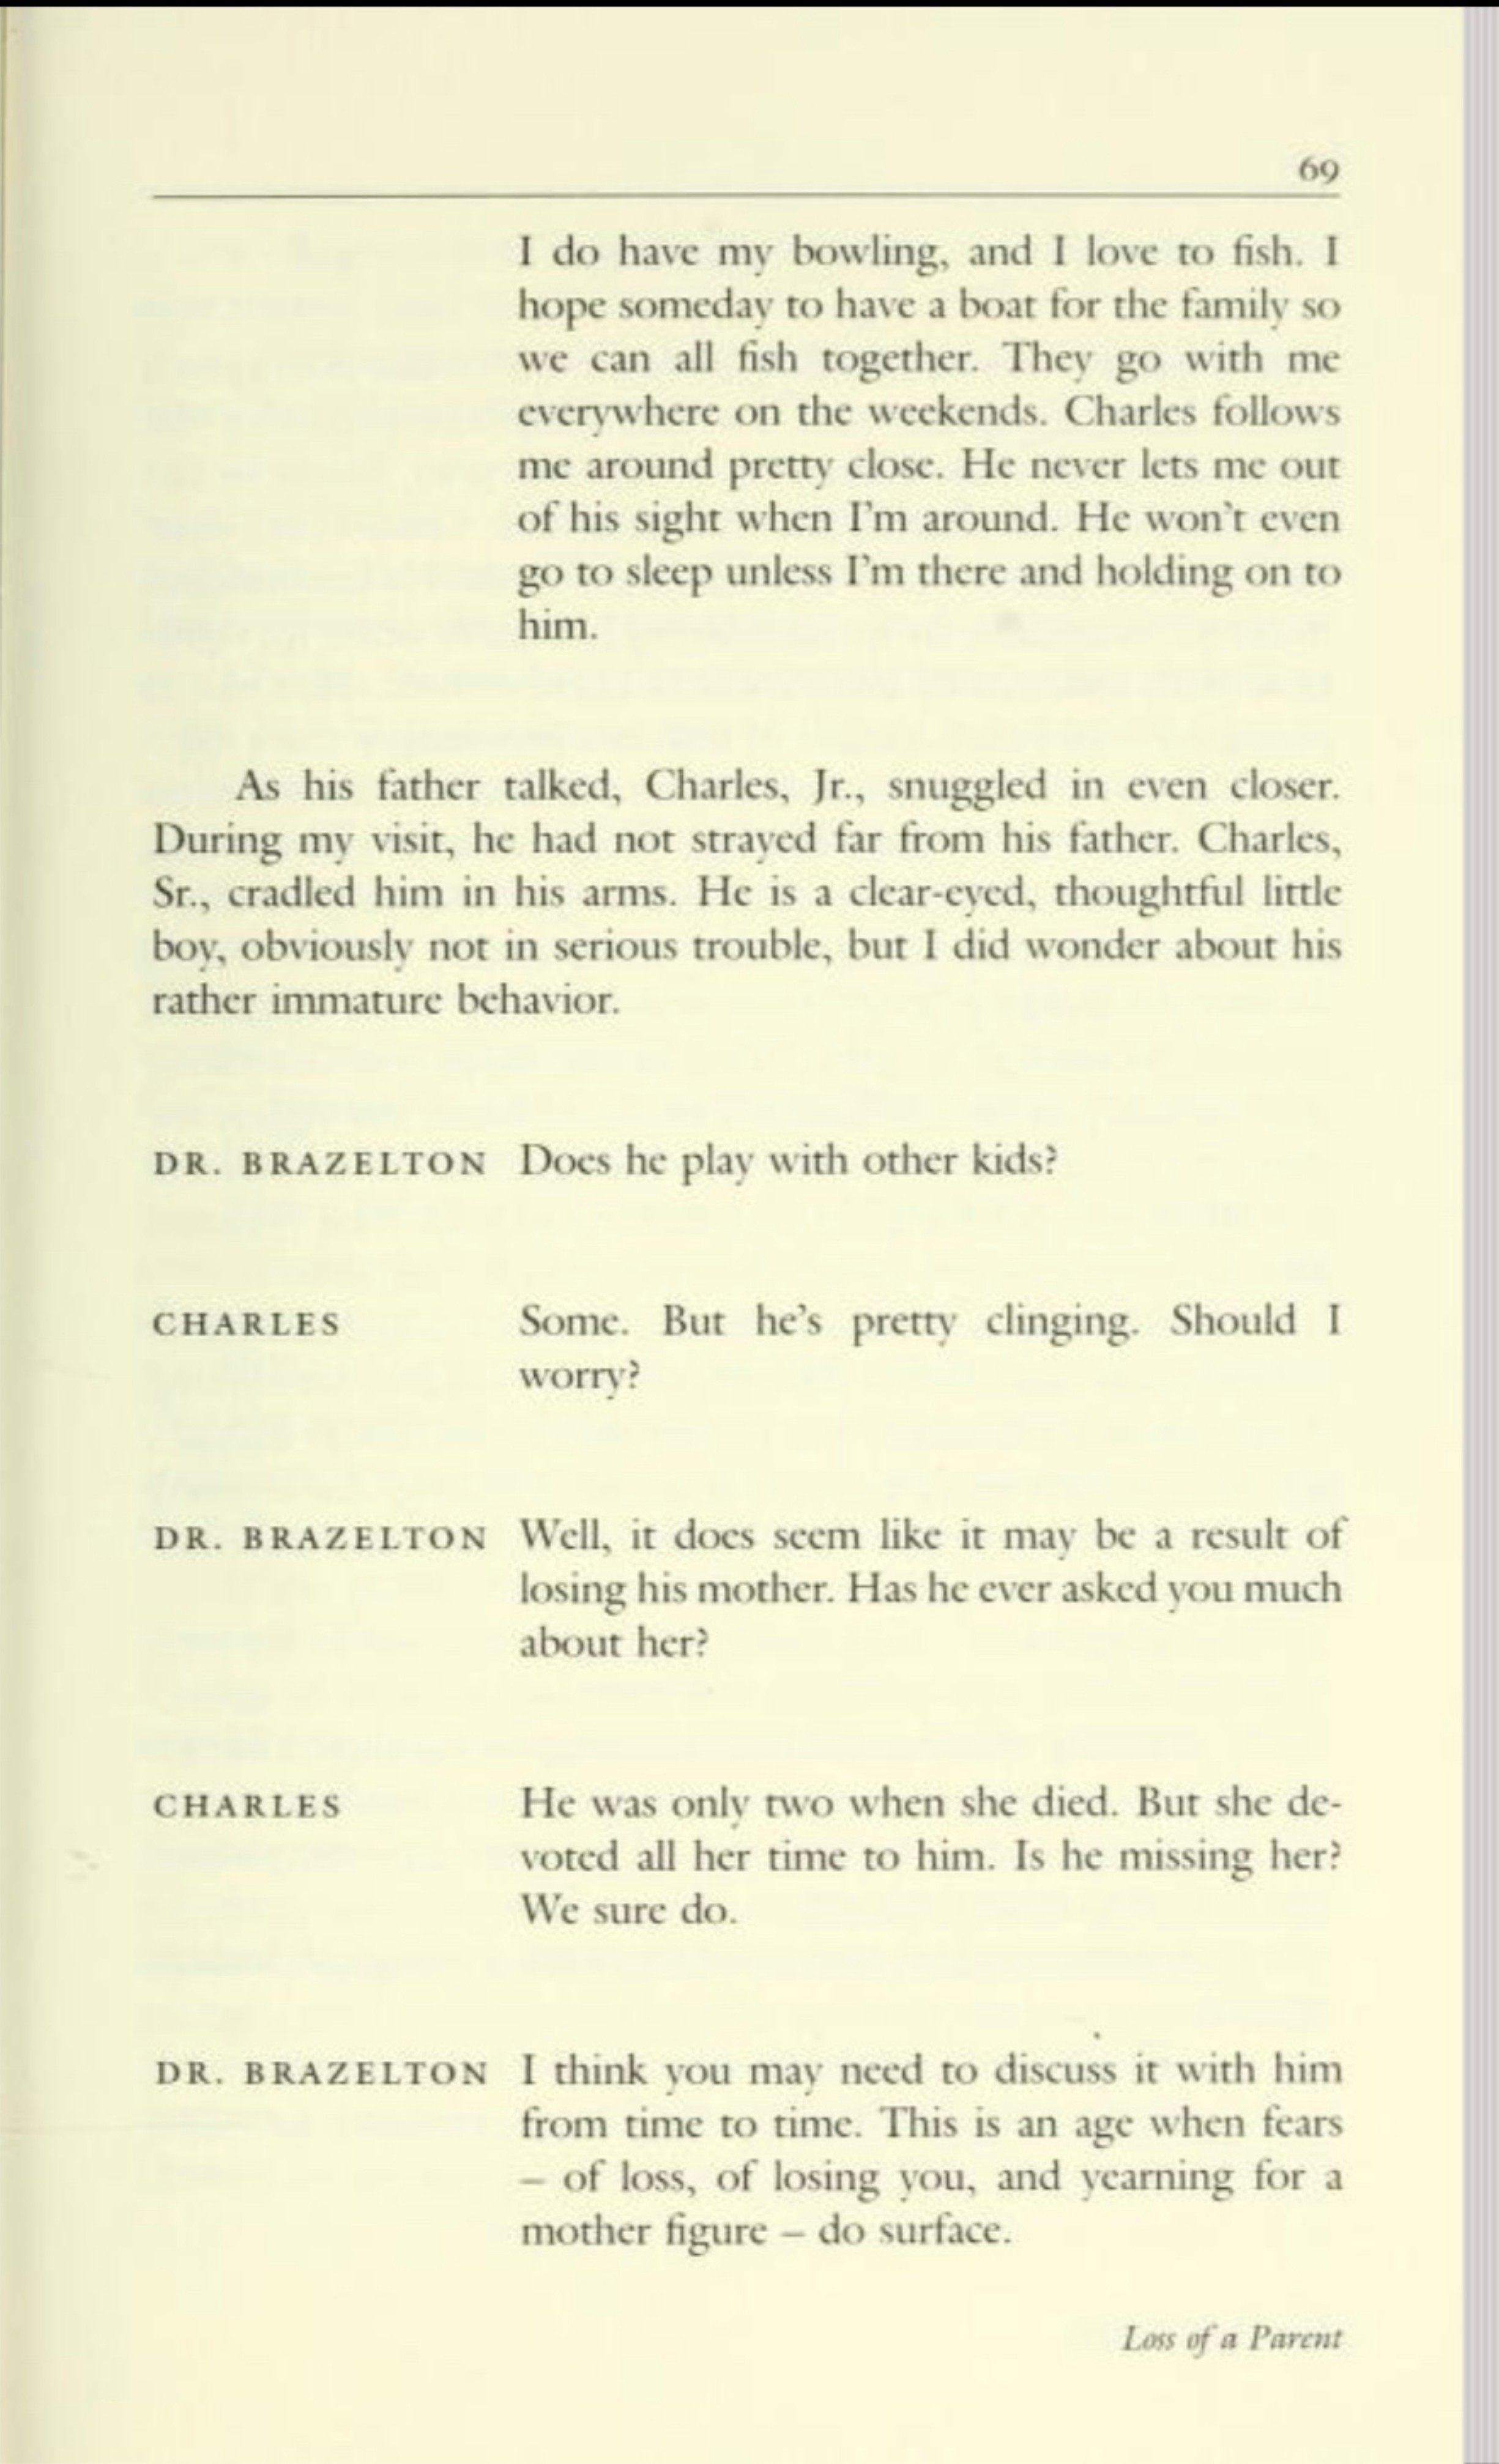 69
I do have my bowling, and I love to fish. I
hope someday to have a boat for the family so
we can all fish together. They go with me
everywhere on the weekends. Charles follows
me around pretty close. He never lets me out
of his sight when I'm around. He won't even
go to sleep unless I'm there and holding on to
him.
As his father talked, Charles, Jr., snuggled in even closer.
During my visit, he had not strayed far from his father. Charles,
Sr., cradled him in his arms. He is a clear-eyed, thoughtful little
boy, obviously not in serious trouble, but I did wonder about his
rather immature behavior.
DR. BRAZELTON Does he play with other kids?
CHARLES Some. But he's pretty clinging. Should I
worry?
DR. BRAZELTON Well, it does seem like it may be a result of
losing his mother. Has he ever asked you much
about her?
CHARLES He was only two when she died. But she de-
voted all her time to him. Is he missing her?
We sure do.
DR. BRAZELTON I think you may need to discuss it with him
from time to time. This is an age when fears
– of loss, of losing you, and yearning for a
mother figure – do surface.
Loss of a Parent